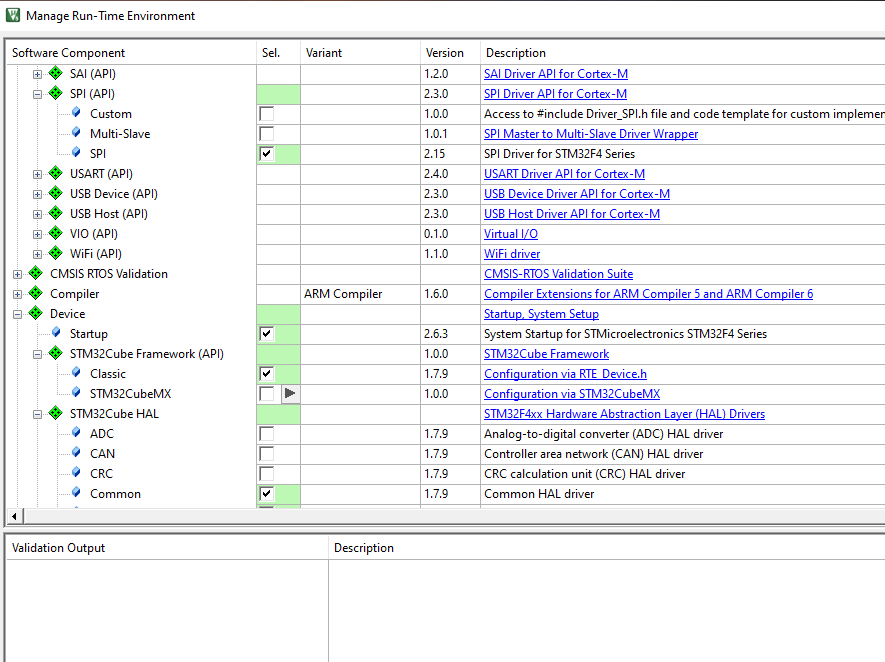 Manage Run-Time Environment
Software Component Sel. Variant Version Description
SAI (API) 1.2.0 SAI Driver API for Cortex-M
SPI (API) 2.3.0 SPI Driver API for Cortex-M
Custom 1.0.0 Access to #include Driver_SPI.h file and code template for custom implemen
Multi-Slave 1.0.1 SPI Master to Multi-Slave Driver Wrapper
SPI 2.15 SPI Driver for STM32F4 Series
USART (API) 2.4.0 USART Driver API for Cortex-M
USB Device (API) 2.3.0 USB Device Driver API for Cortex-M
USB Host (API) 2.3.0 USB Host Driver API for Cortex-M
VIO (API) 0.1.0 Virtual I/O
WiFi (API) 1.1.0 WiFi driver
CMSIS RTOS Validation CMSIS-RTOS Validation Suite
Compiler ARM Compiler 1.6.0 Compiler Extensions for ARM Compiler 5 and ARM Compiler 6
Device Startup, System Setup
Startup 2.6.3 System Startup for STMicroelectronics STM32F4 Series
STM32Cube Framework (API) 1.0.0 STM32Cube Framework
Classic 1.7.9 Configuration via RTE_Device.h
STM32CubeMX 1.0.0 Configuration via STM32CubeMX
STM32Cube HAL STM32F4xx Hardware Abstraction Layer (HAL) Drivers
ADC 1.7.9 Analog-to-digital converter (ADC) HAL driver
CAN 1.7.9 Controller area network (CAN) HAL driver
CRC 1.7.9 CRC calculation unit (CRC) HAL driver
Common 1.7.9 Common HAL driver
Validation Output Description